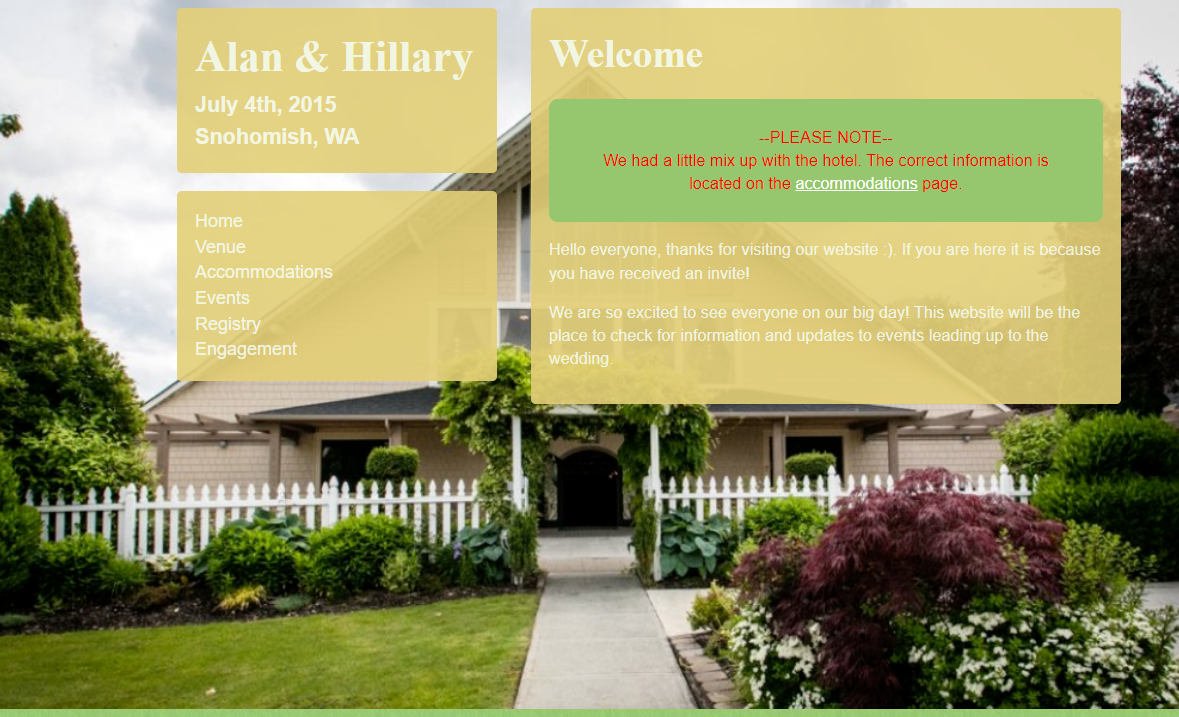 Alan & Hillary
July 4th, 2015
Snohomish, WA
Home
Venue
Accommodations
Events
Registry
Engagement
Welcome
--PLEASE NOTE--
We had a little mix up with the hotel. The correct information is
located on the accommodations page.
Hello everyone, thanks for visiting our website :). If you are here it is because
you have received an invite!
We are so excited to see everyone on our big day! This website will be the
place to check for information and updates to events leading up to the
wedding.